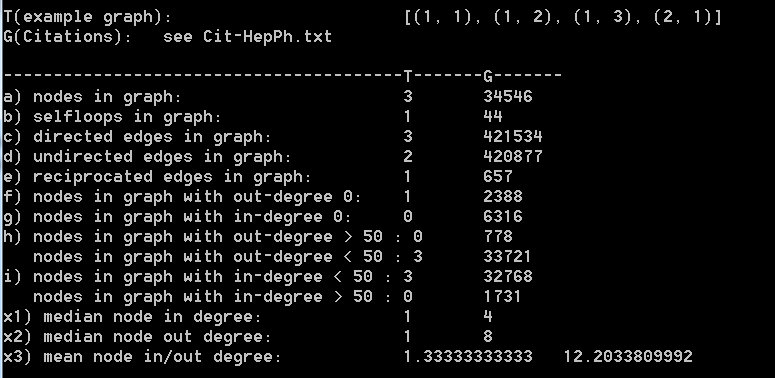 T(example graph):                       [(1, 1), (1, 2), (1, 3), (2, 1)]
G(Citations):   see Cit-HepPh.txt
----------------------------------------T-------G-------
a) nodes in graph:                      3       34546
b) selfloops in graph:                  1       44
c) directed edges in graph:             3       421534
d) undirected edges in graph:           2       420877
e) reciprocated edges in graph:         1       657
f) nodes in graph with out-degree 0:    1       2388
g) nodes in graph with in-degree 0:     0       6316
h) nodes in graph with out-degree > 50 : 0      778
   nodes in graph with out-degree < 50 : 3      33721
i) nodes in graph with in-degree < 50 : 3       32768
   nodes in graph with in-degree > 50 : 0       1731
x1) median node in degree:              1       4
x2) median node out degree:             1       8
x3) mean node in/out degree:            1.33333333333   12.2033809992